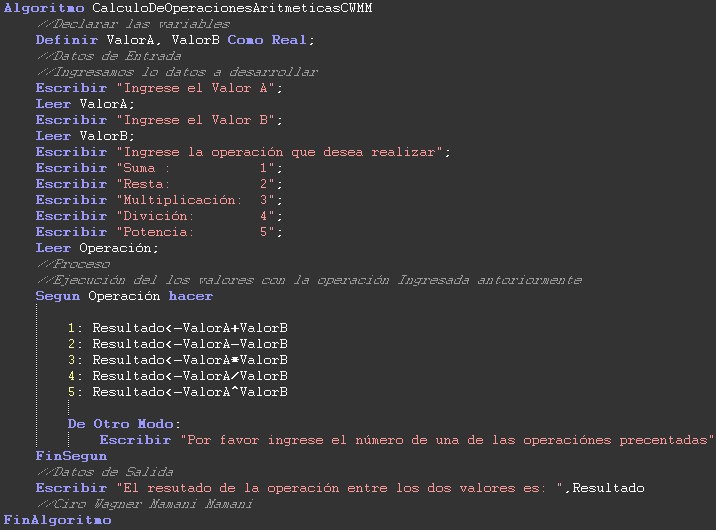 Algoritmo CalculoDeOperacionesAritmeticasCWMM
//Declarar las variables
Definir ValorA, ValorB Como Real;
//Datos de Entrada
//Ingresamos lo datos a desarrollar
Escribir "Ingrese el Valor A";
Leer ValorA;
Escribir "Ingrese el Valor B";
Leer ValorB;
Escribir "Ingrese la operación que desea realizar";
Escribir "Suma :           1";
Escribir "Resta:           2";
Escribir "Multiplicación:  3";
Escribir "Divición:        4";
Escribir "Potencia:        5";
Leer Operación;
//Proceso
//Ejecución del los valores con la operación Ingresada antoriormente
Segun Operación hacer
1: Resultado<-ValorA+ValorB
2: Resultado<-ValorA-ValorB
3: Resultado<-ValorA*ValorB
4: Resultado<-ValorA/ValorB
5: Resultado<-ValorA^ValorB
De Otro Modo:
Escribir "Por favor ingrese el número de una de las operaciónes precentadas"
FinSegun
//Datos de Salida
Escribir "El resutado de la operación entre los dos valores es: ",Resultado
//Ciro Wagner Mamani Mamani
FinAlgoritmo